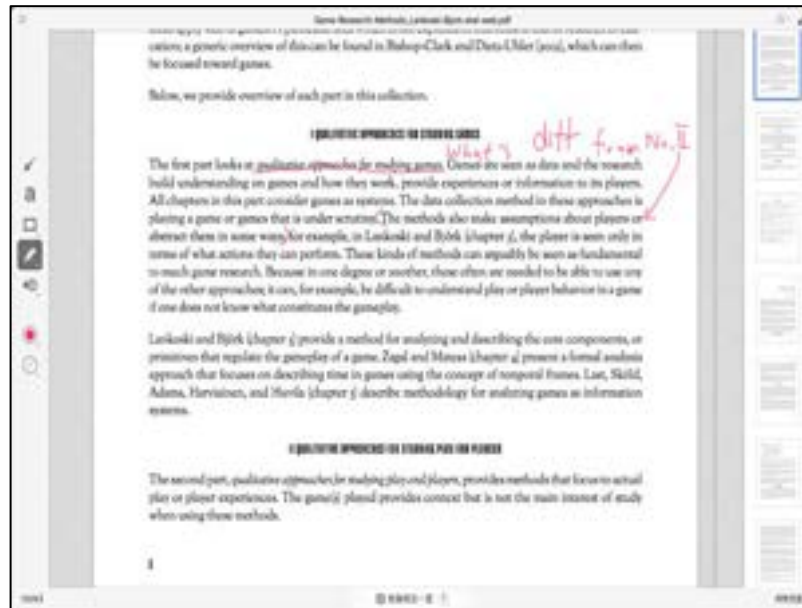 Game Research Methods_Lankoski Bjork and
cation; a generic overview of this can be found in Bishop-Clark and Dietz-Uhler (2012), which can then
be focused toward games.
Below, we provide overview of each part in this collection.
I QUALITATIVE APPROACHES FOR STUDYING GAMES
What's diff from No. II
The first part looks at qualitative approaches for studying games. Games are seen as data and the research
build understanding on games and how they work, provide experiences or information to its players.
All chapters in this part consider games as systems. The data collection method in these approaches is
playing a game or games that is under scrutiny. The methods also make assumptions about players or
abstract them in some ways; for example, in Lankoski and Björk (chapter 3), the player is seen only in
terms of what actions they can perform. These kinds of methods can arguably be seen as fundamental
to much game research. Because in one degree or another, these often are needed to be able to use any
of the other approaches; it can, for example, be difficult to understand play or player behavior in a game
if one does not know what constitutes the gameplay.
Lankoski and Björk (chapter 3) provide a method for analyzing and describing the core components, or
primitives that regulate the gameplay of a game. Zagal and Mateas (chapter 4) present a formal analysis
approach that focuses on describing time in games using the concept of temporal frames. Lust, Sköld,
Adams, Harviainen, and (chapter 5) describe methodology for analyzing games as information
systems.
II QUALITATIVE APPROACHES FOR STUDYING PLAY AND PLAYERS
The second part, qualitative approaches for studying play and players, provides methods that focus to actual
play or player experiences. The game(s) played provides context but is not the main interest of study
when using these methods.
a